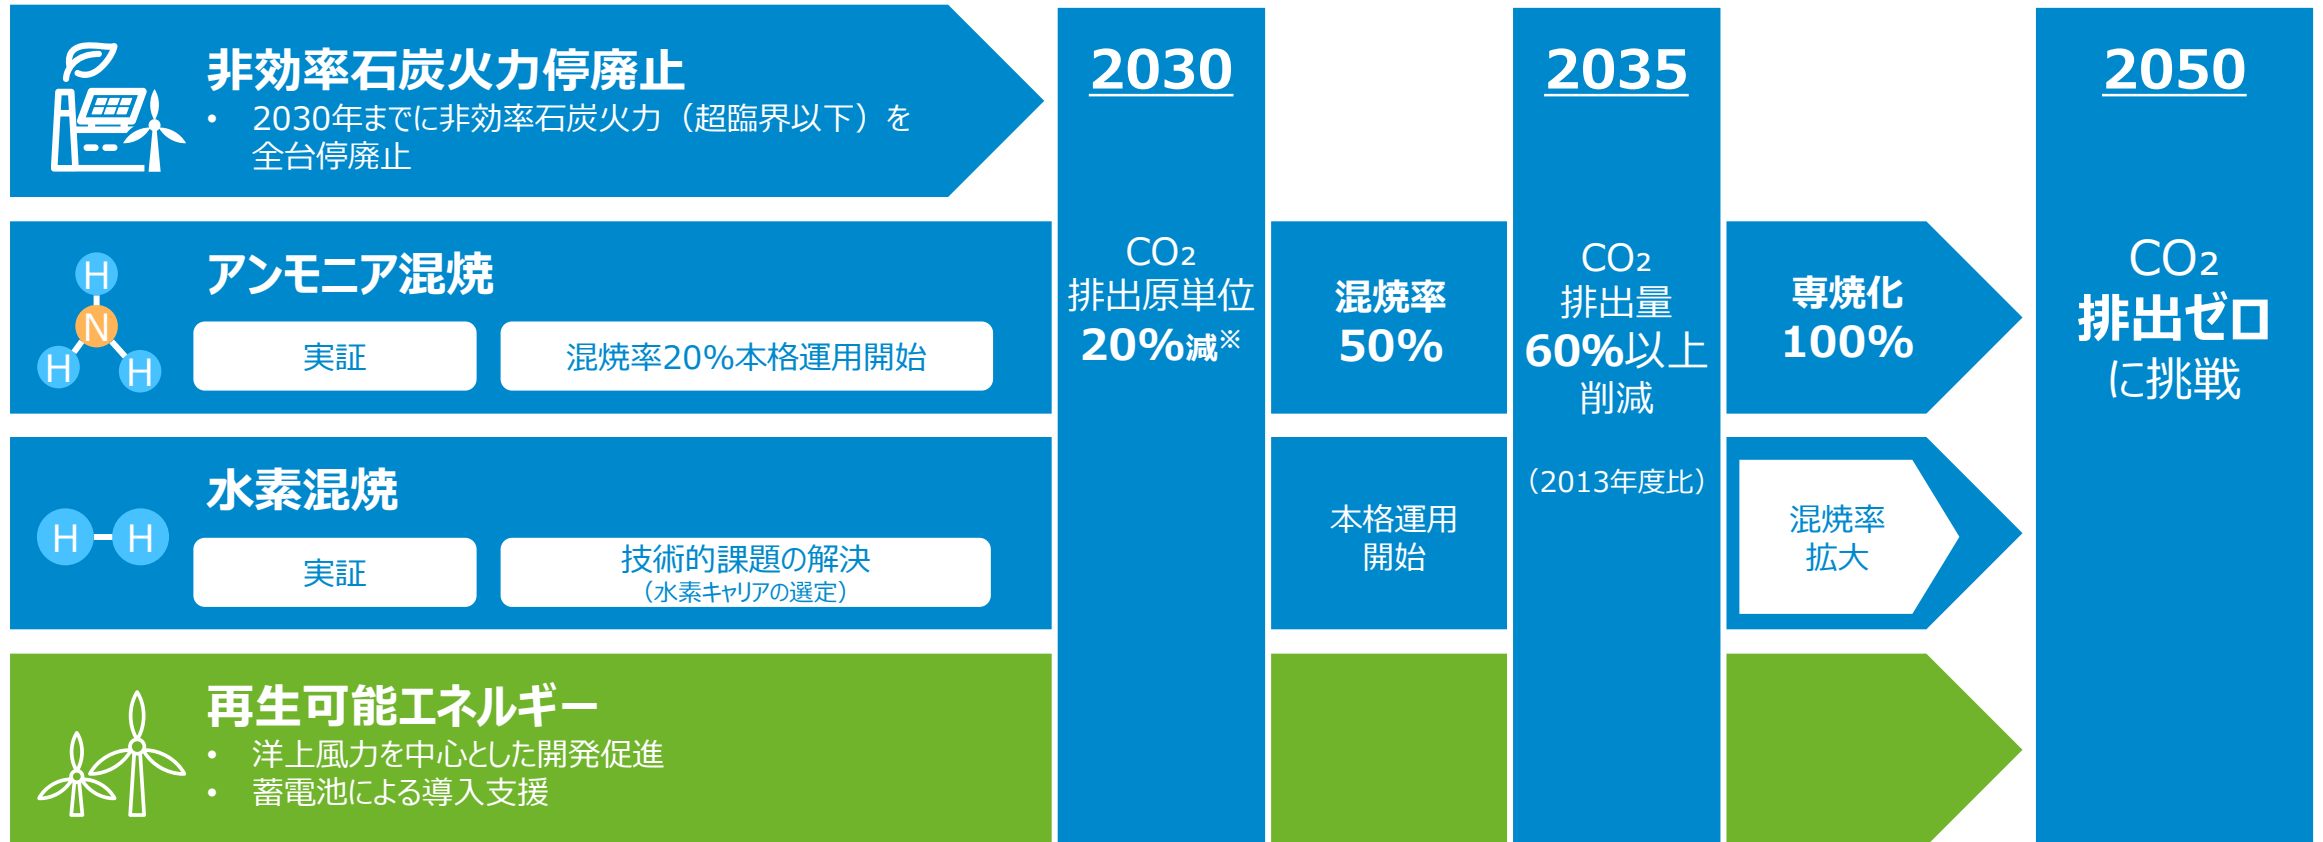 非効率石炭火力停廃止
• 2030年までに非効率石炭火力（超臨界以下）を
全台停廃止
アンモニア混焼
H
N
H
H
実証
混焼率20%本格運用開始
水素混焼
H
H
実証
技術的課題の解決
（水素キャリアの選定）
再生可能エネルギー
• 洋上風力を中心とした開発促進
• 蓄電池による導入支援
2030
CO₂
排出原単位
20%減※
混焼率
50%
本格運用
開始
2035
CO₂
排出量
60%以上
削減
（2013年度比）
専焼化
100%
混焼率
拡大
2050
CO₂
排出ゼロ
に挑戦